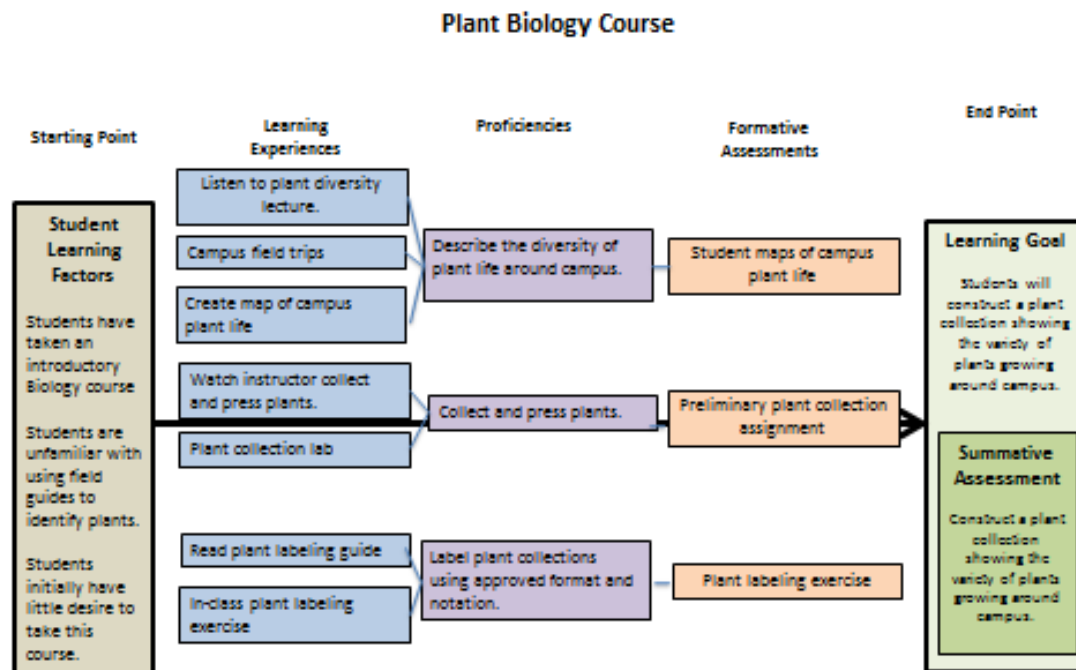 Plant Biology Course
Starting Point
Learning
Experiences
Proficiencies
Formative
Assessments
End Point
Student
Learning
Factors
Students have
taken an
introductory
Biology course
Students are
unfamiliar with
using field
guides to
identify plants.
Students
initially have
little desire to
take this
course.
Listen to plant diversity
lecture.
Campus field trips
Create map of campus
plant life
Watch instructor collect
and press plants.
Plant collection lab
Read plant labeling guide
In-class plant labeling
exercise
Describe the diversity of
plant life around campus.
Collect and press plants.
Label plant collections
using approved format and
notation.
Student maps of campus
plant life
Preliminary plant collection
assignment
Plant labeling exercise
Learning Goal
Students will
construct a plant
collection showing
the variety of
plants growing
around campus.
Summative
Assessment
Construct a plant
collection
showing the
variety of plants
growing around
campus.